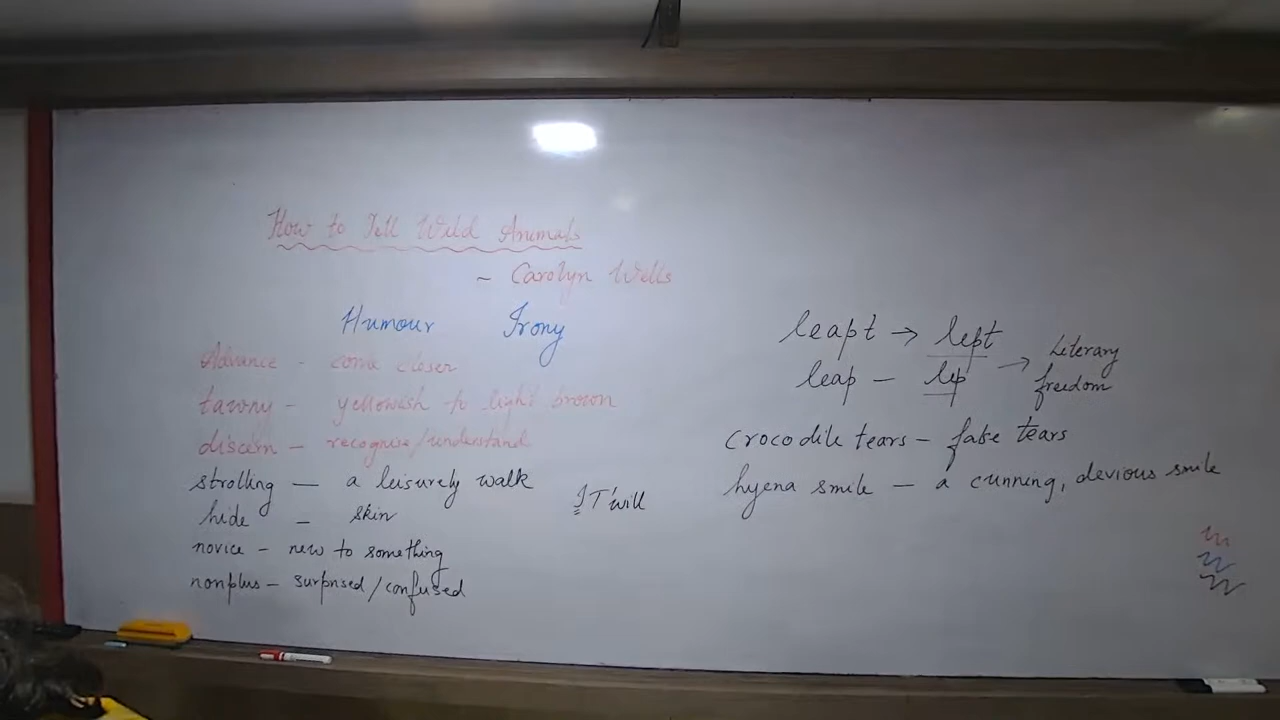 How to Tell Wild Animals
~ Carolyn Wells
Humour Irony
Advance - come closer
tawny - yellowish to light brown
discern - recognise/understand
strolling - a leisurely walk
hide - skin
novice - new to something
nonplus - surprised/confused
IT'will
leapt → lept
leap - lep
→ Literary freedom
crocodile tears - fake tears
hyena smile - a cunning, devious smile